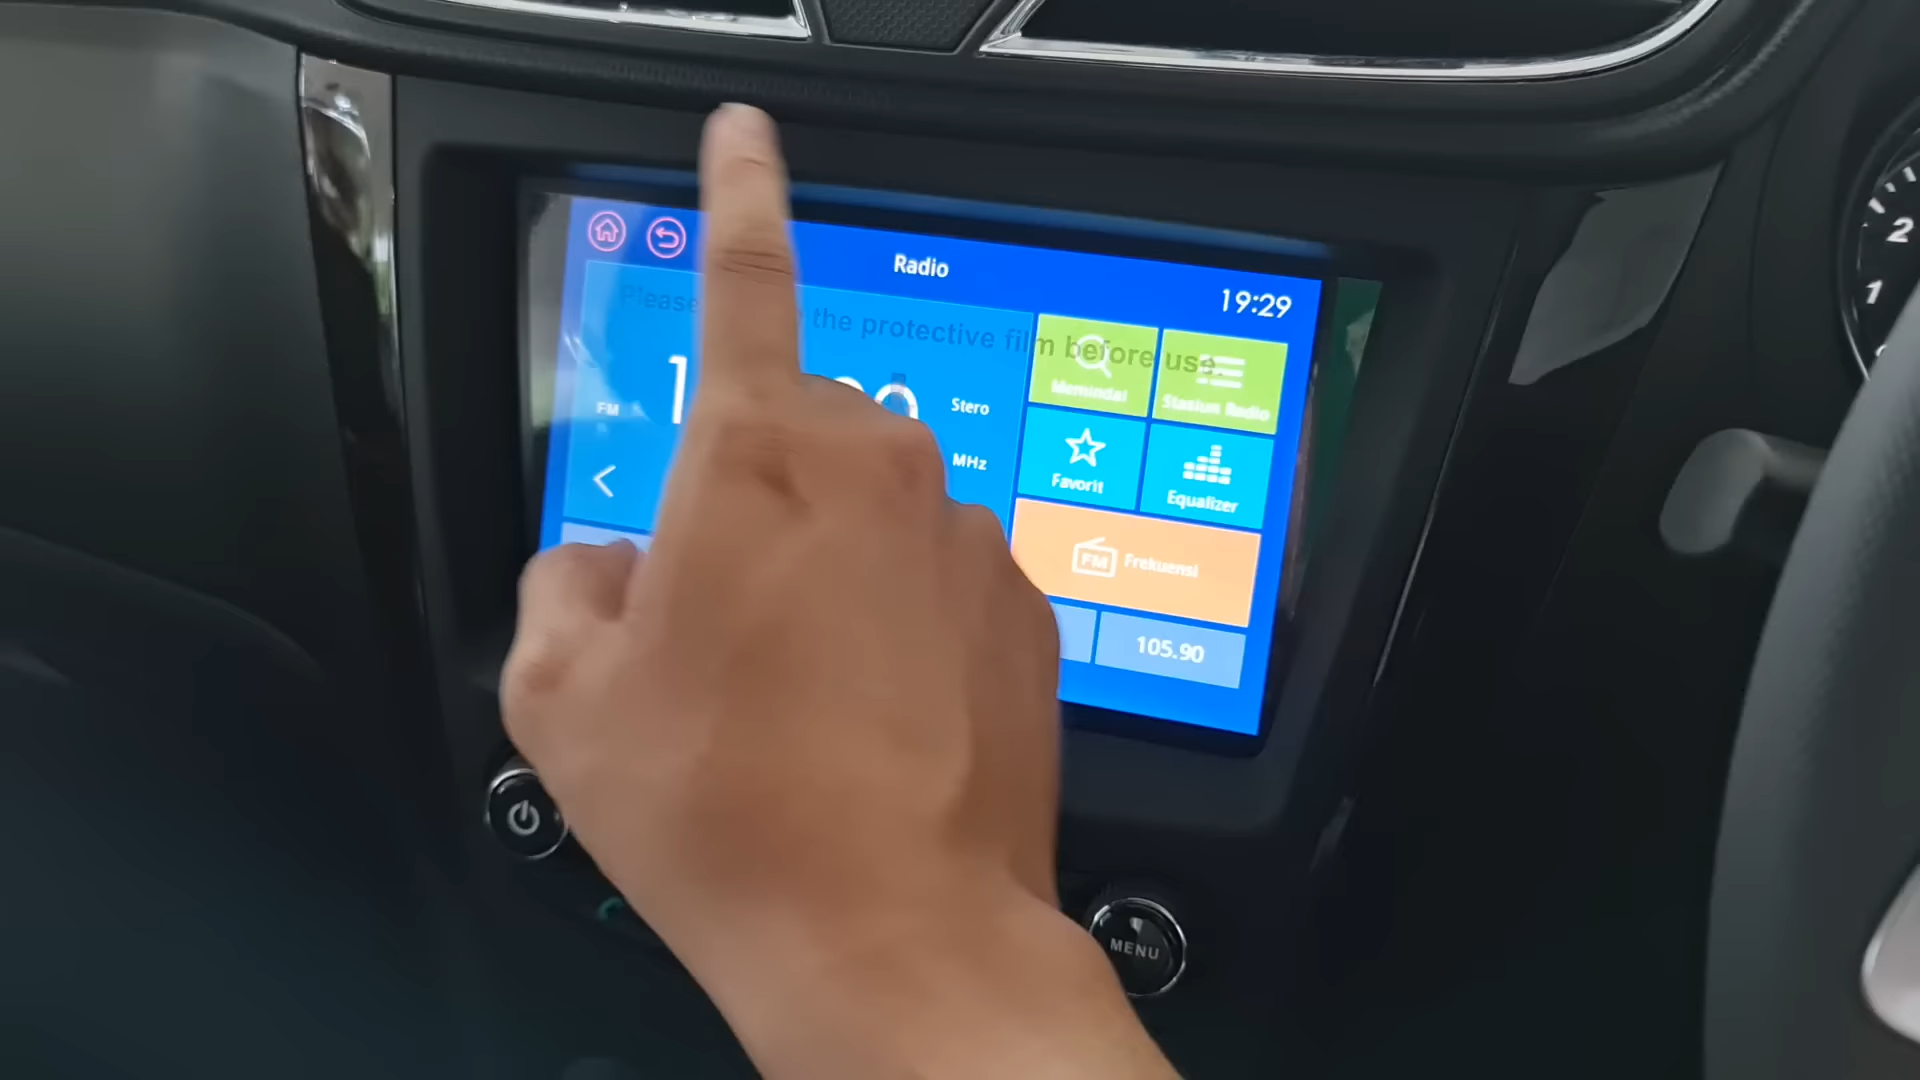 Radio
19:29
Please the protective film before use.
Memindai
Stasiun Radio
FM
Stero
MHz
Favorit
Equalizer
FM Frekuensi
105.90
MENU
2
1